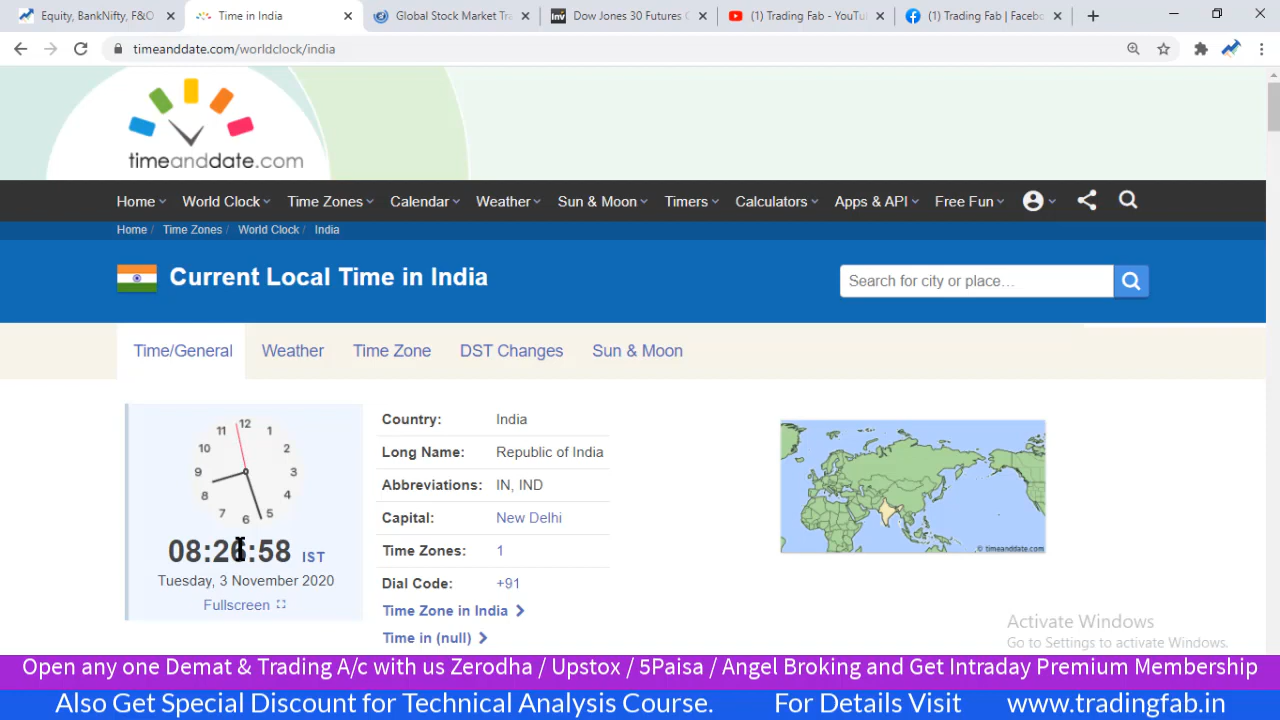 Equity, BankNifty, F&O
Time in India
Global Stock Market Tra
Dow Jones 30 Futures C
(1) Trading Fab - YouTu
(1) Trading Fab | Facebo
timeanddate.com/worldclock/india
timeanddate.com
Home World Clock Time Zones Calendar Weather Sun & Moon Timers Calculators Apps & API Free Fun
Home / Time Zones / World Clock / India
Current Local Time in India
Search for city or place...
Time/General Weather Time Zone DST Changes Sun & Moon
12
1
2
3
4
5
6
7
8
9
10
11
08:26:58 IST
Tuesday, 3 November 2020
Fullscreen
Country: India
Long Name: Republic of India
Abbreviations: IN, IND
Capital: New Delhi
Time Zones: 1
Dial Code: +91
Time Zone in India
Time in (null)
© timeanddate.com
Activate Windows
Go to Settings to activate Windows.
Open any one Demat & Trading A/c with us Zerodha / Upstox / 5Paisa / Angel Broking and Get Intraday Premium Membership
Also Get Special Discount for Technical Analysis Course. For Details Visit www.tradingfab.in